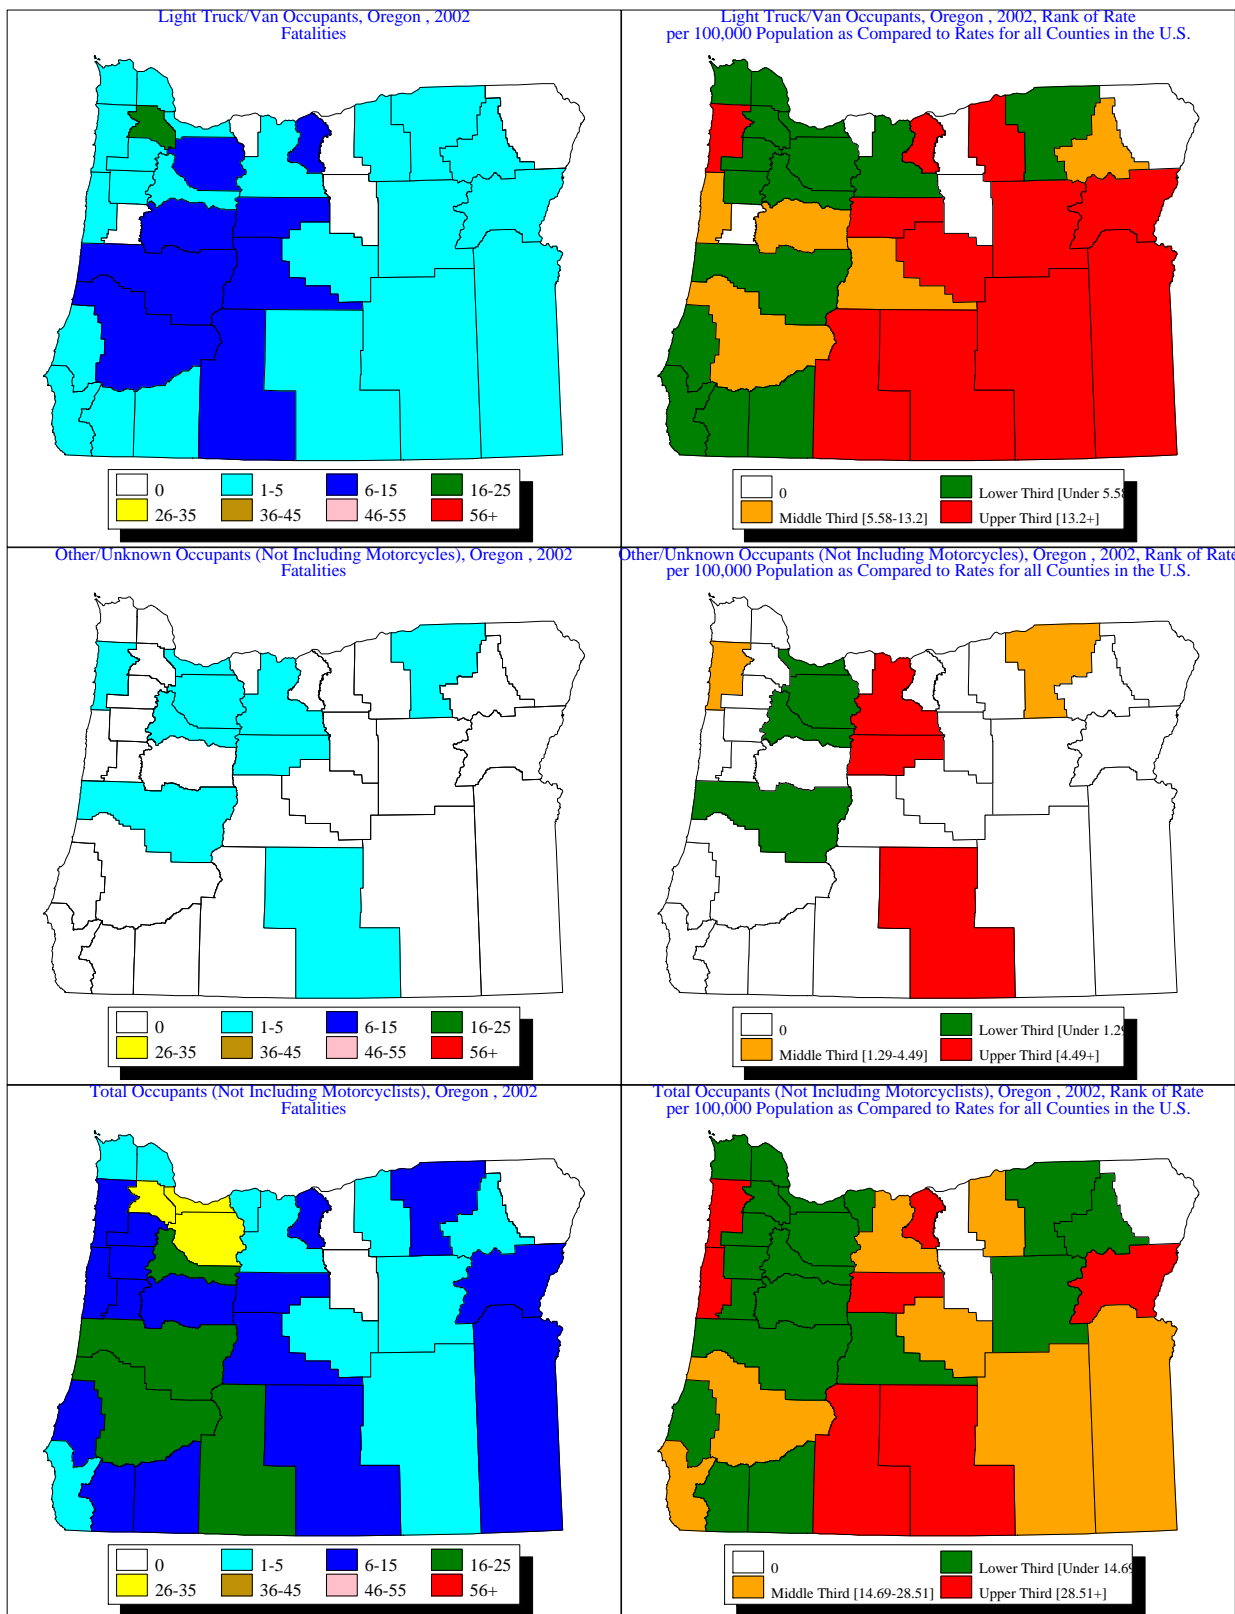 Light Truck/Van Occupants, Oregon , 2002
Fatalities
0
1-5
6-15
16-25
26-35
36-45
46-55
56+
Light Truck/Van Occupants, Oregon , 2002, Rank of Rate
per 100,000 Population as Compared to Rates for all Counties in the U.S.
0
Lower Third [Under 5.58
Middle Third [5.58-13.2]
Upper Third [13.2+]
Other/Unknown Occupants (Not Including Motorcycles), Oregon , 2002
Fatalities
0
1-5
6-15
16-25
26-35
36-45
46-55
56+
Other/Unknown Occupants (Not Including Motorcycles), Oregon , 2002, Rank of Rate
per 100,000 Population as Compared to Rates for all Counties in the U.S.
0
Lower Third [Under 1.29
Middle Third [1.29-4.49]
Upper Third [4.49+]
Total Occupants (Not Including Motorcyclists), Oregon , 2002
Fatalities
0
1-5
6-15
16-25
26-35
36-45
46-55
56+
Total Occupants (Not Including Motorcyclists), Oregon , 2002, Rank of Rate
per 100,000 Population as Compared to Rates for all Counties in the U.S.
0
Lower Third [Under 14.69
Middle Third [14.69-28.51]
Upper Third [28.51+]